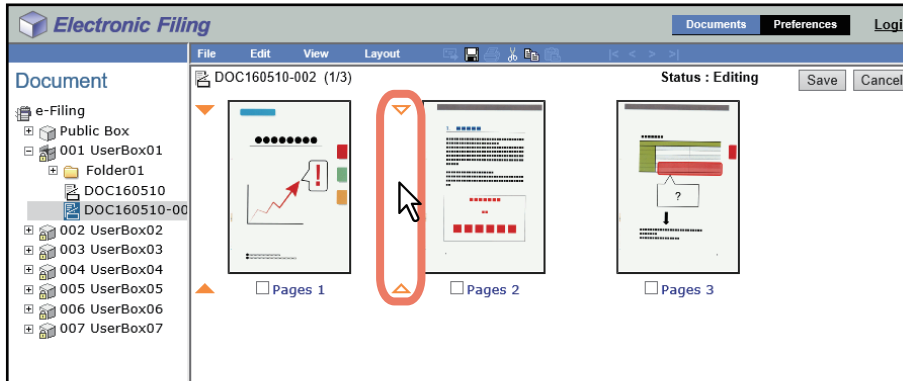 Electronic Filing
Documents Preferences Logi
File Edit View Layout
Document
DOC160510-002 (1/3) Status : Editing Save Cancel
e-Filing
Public Box
001 UserBox01
Folder01
DOC160510
DOC160510-00
002 UserBox02
003 UserBox03
004 UserBox04
005 UserBox05
006 UserBox06
007 UserBox07
!
1.
?
Pages 1 Pages 2 Pages 3